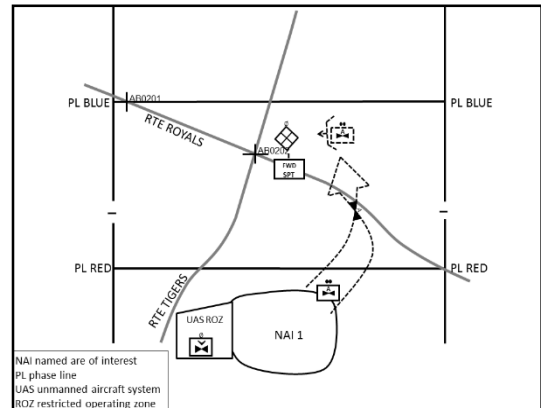 AB0201
PL BLUE
PL BLUE
RTE ROYALS
A
AB0202
FWD
SPT
PL RED
PL RED
RTE TIGERS
A
UAS ROZ
NAI 1
NAI named are of interest
PL phase line
UAS unmanned aircraft system
ROZ restricted operating zone